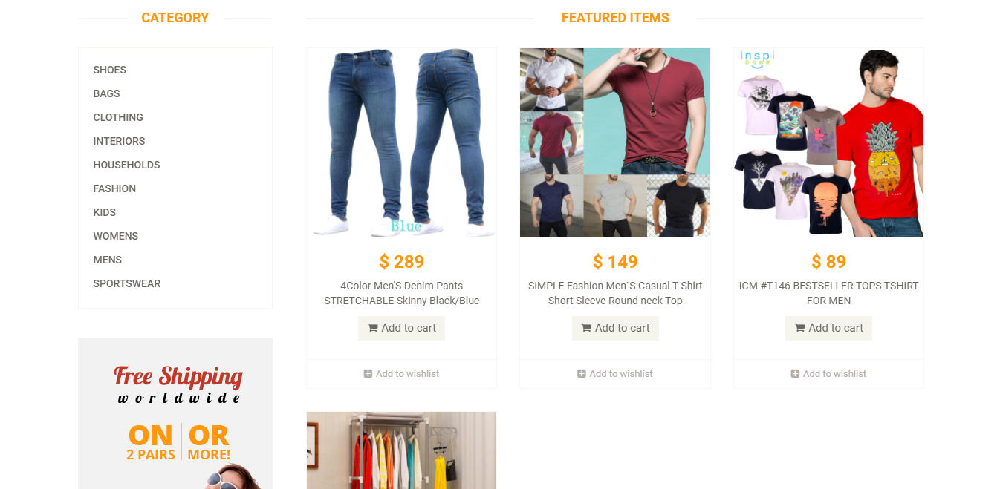 CATEGORY
FEATURED ITEMS
SHOES
BAGS
CLOTHING
INTERIORS
HOUSEHOLDS
FASHION
KIDS
WOMENS
MENS
SPORTSWEAR
Free Shipping
worldwide
ON OR
2 PAIRS MORE!
Blue
$ 289
4Color Men'S Denim Pants
STRETCHABLE Skinny Black/Blue
Add to cart
Add to wishlist
$ 149
SIMPLE Fashion Men`S Casual T Shirt
Short Sleeve Round neck Top
Add to cart
Add to wishlist
inspi
$ 89
ICM #T146 BESTSELLER TOPS TSHIRT
FOR MEN
Add to cart
Add to wishlist